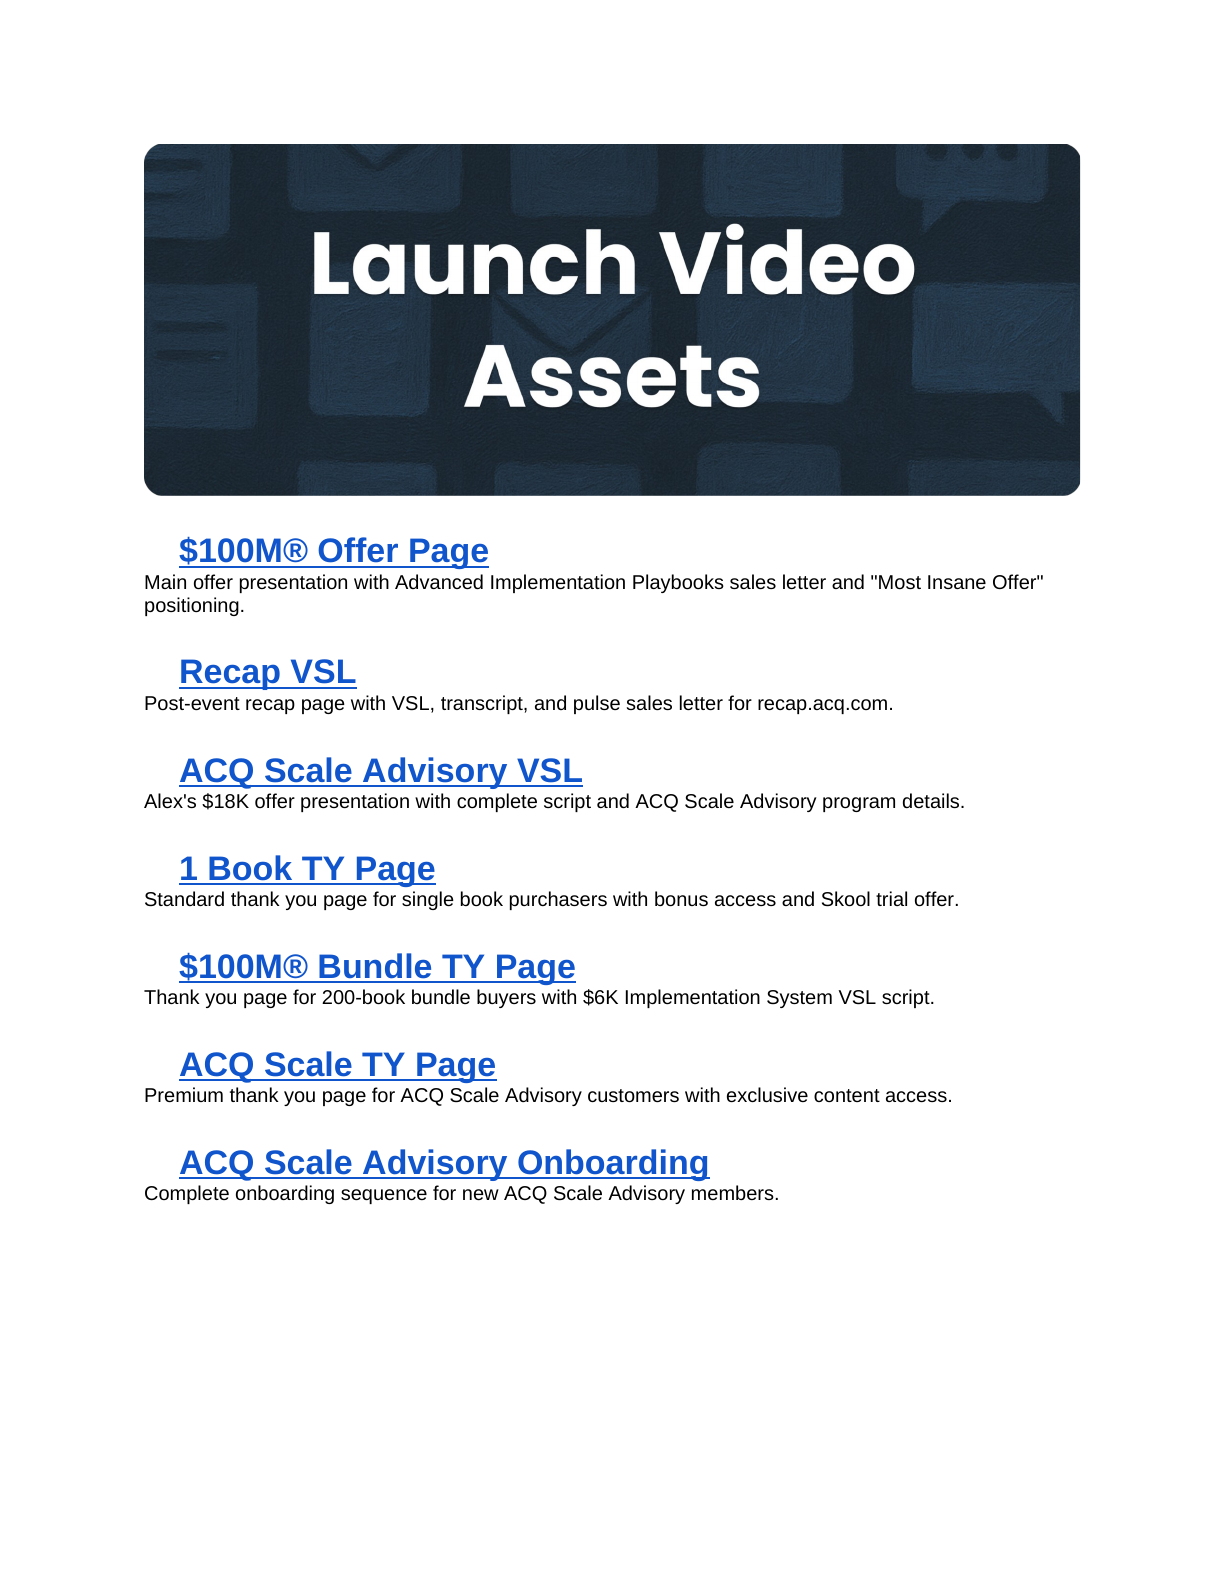 Launch Video
Assets
$100M® Offer Page
Main offer presentation with Advanced Implementation Playbooks sales letter and "Most Insane Offer"
positioning.
Recap VSL
Post-event recap page with VSL, transcript, and pulse sales letter for recap.acq.com.
ACQ Scale Advisory VSL
Alex's $18K offer presentation with complete script and ACQ Scale Advisory program details.
1 Book TY Page
Standard thank you page for single book purchasers with bonus access and Skool trial offer.
$100M® Bundle TY Page
Thank you page for 200-book bundle buyers with $6K Implementation System VSL script.
ACQ Scale TY Page
Premium thank you page for ACQ Scale Advisory customers with exclusive content access.
ACQ Scale Advisory Onboarding
Complete onboarding sequence for new ACQ Scale Advisory members.